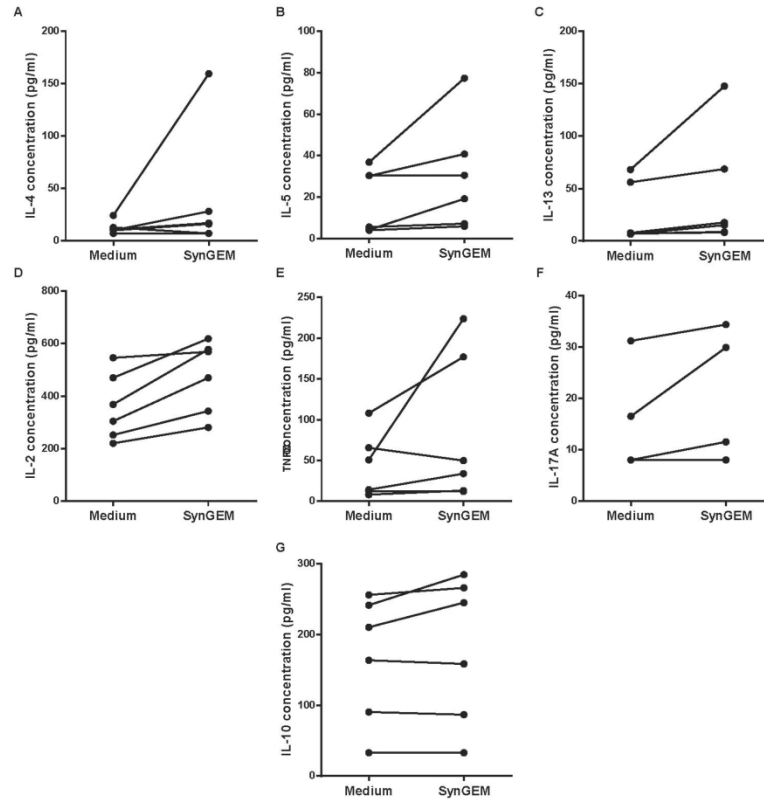 A
IL-4 concentration (pg/ml)
200
150
100
50
0
Medium
SynGEM
B
IL-5 concentration (pg/ml)
100
80
60
40
20
0
Medium
SynGEM
C
IL-13 concentration (pg/ml)
200
150
100
50
0
Medium
SynGEM
D
IL-2 concentration (pg/ml)
800
600
400
200
0
Medium
SynGEM
E
concentration (pg/ml)
250
200
150
100
50
0
Medium
SynGEM
F
IL-17A concentration (pg/ml)
40
30
20
10
0
Medium
SynGEM
G
IL-10 concentration (pg/ml)
300
200
100
0
Medium
SynGEM